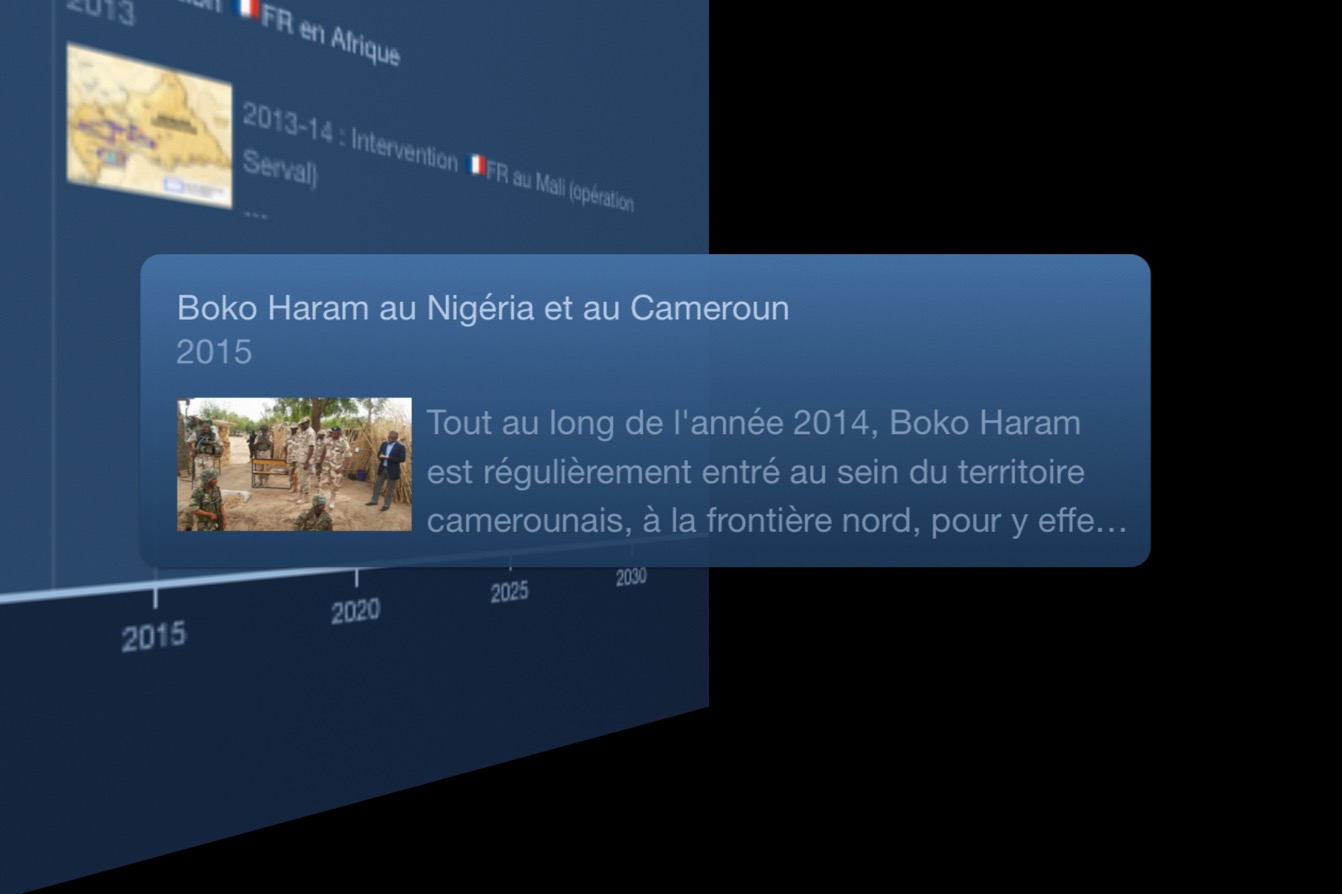 2013
FR en Afrique
2013-14 : Intervention 🇫🇷FR au Mali (opération
Serval)
---
Boko Haram au Nigéria et au Cameroun
2015
Tout au long de l'année 2014, Boko Haram
est régulièrement entré au sein du territoire
camerounais, à la frontière nord, pour y effe…
2015
2020
2025
2030